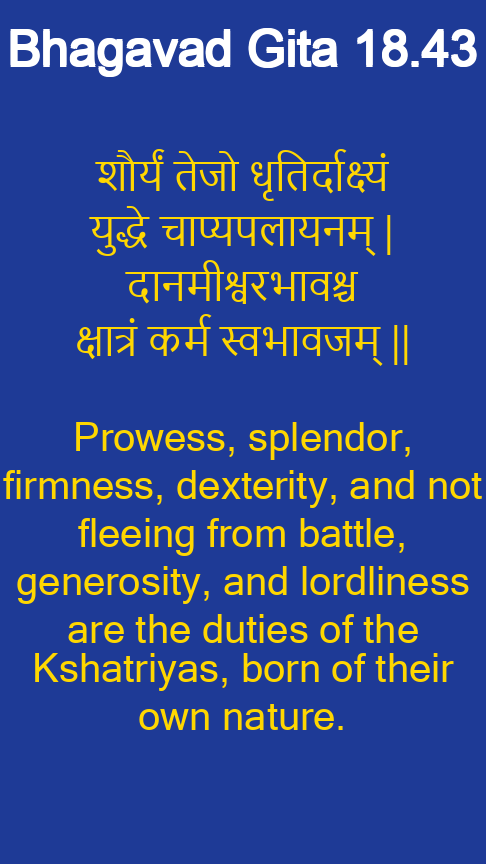 Bhagavad Gita 18.43
शौर्यं तेजो धृतिर्दाक्ष्यं
युद्धे चाप्यपलायनम् |
दानमीश्वरभावश्च
क्षात्रं कर्म स्वभावजम् ||
Prowess, splendor,
firmness, dexterity, and not
fleeing from battle,
generosity, and lordliness
are the duties of the
Kshatriyas, born of their
own nature.